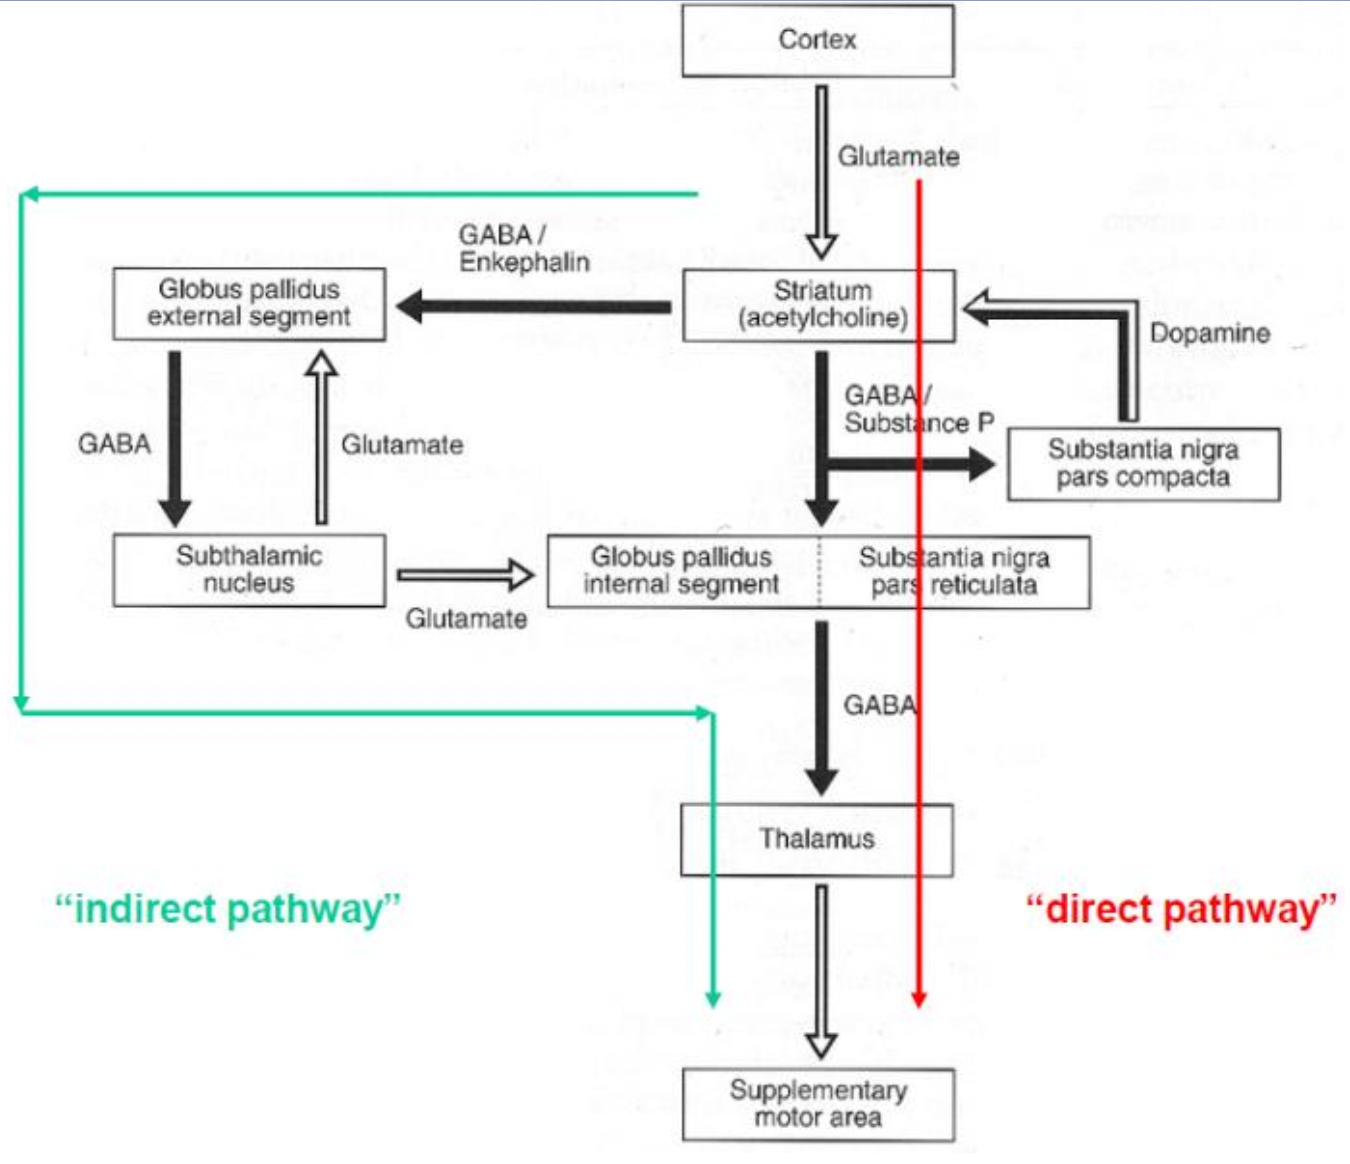 Cortex
Glutamate
GABA /
Enkephalin
Globus pallidus
external segment
Striatum
(acetylcholine)
Dopamine
GABA /
Substance P
GABA
Glutamate
Substantia nigra
pars compacta
Subthalamic
nucleus
Globus pallidus
internal segment
Substantia nigra
pars reticulata
Glutamate
GABA
Thalamus
“indirect pathway”
“direct pathway”
Supplementary
motor area